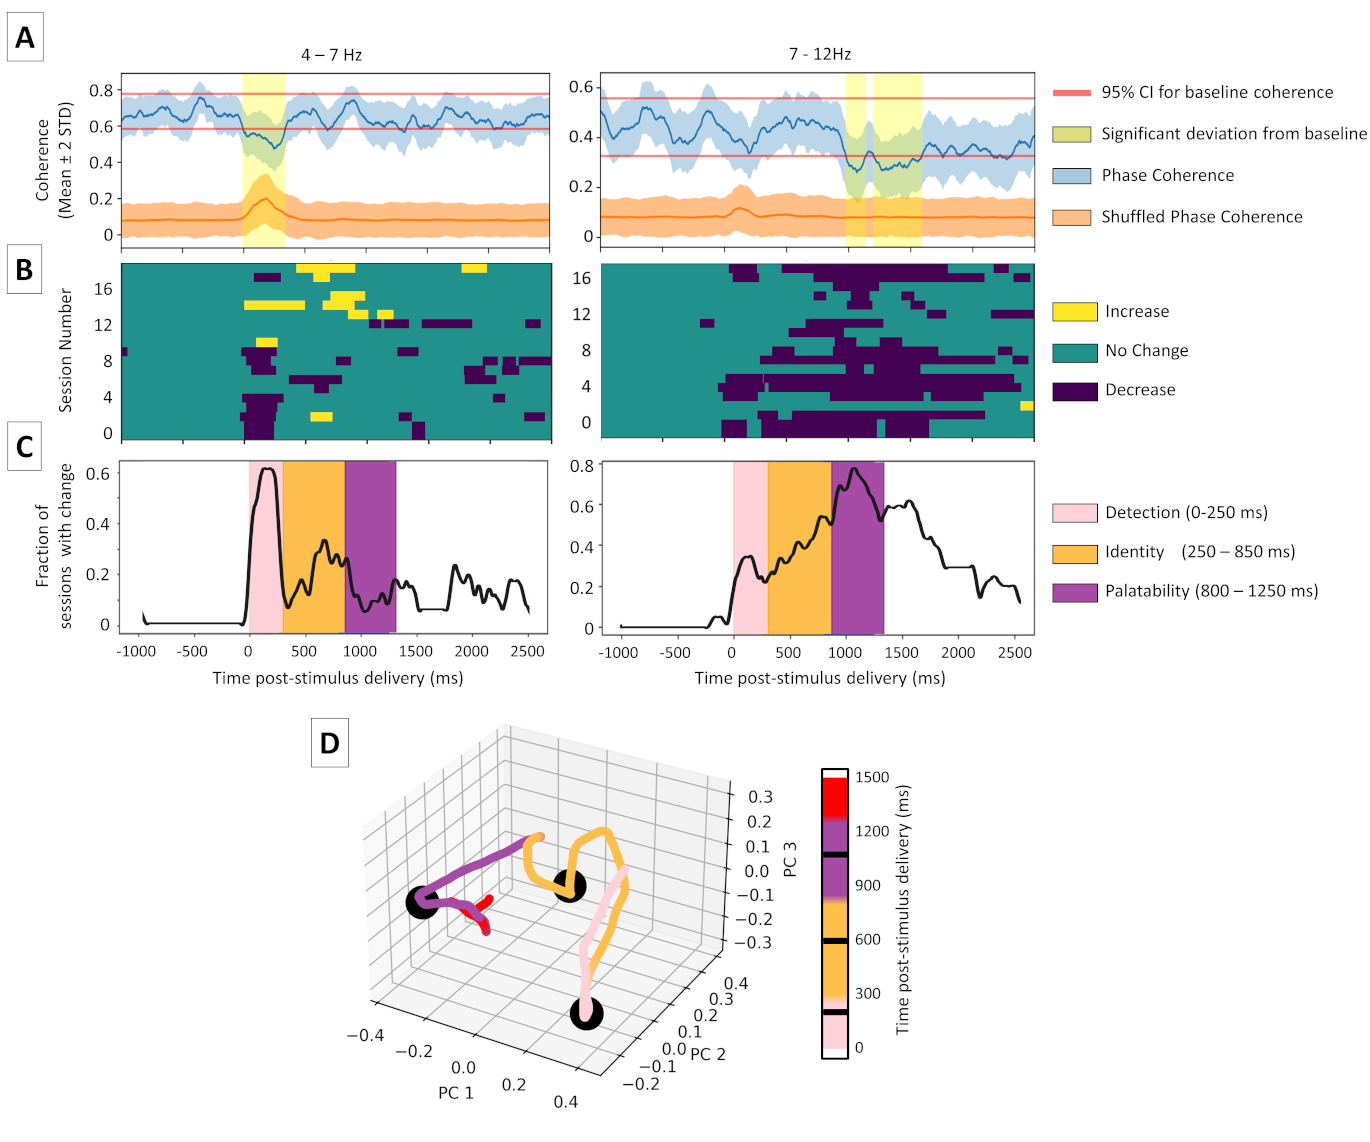 A
4 – 7 Hz
7 - 12Hz
Coherence
(Mean ± 2 STD)
0.8
0.6
0.4
0.2
0
0.6
0.4
0.2
0
95% CI for baseline coherence
Significant deviation from baseline
Phase Coherence
Shuffled Phase Coherence
B
Session Number
16
12
8
4
0
16
12
8
4
0
Increase
No Change
Decrease
C
Fraction of
sessions with change
0.6
0.4
0.2
0
0.8
0.6
0.4
0.2
0
-1000 -500 0 500 1000 1500 2000 2500
-1000 -500 0 500 1000 1500 2000 2500
Time post-stimulus delivery (ms)
Time post-stimulus delivery (ms)
Detection (0-250 ms)
Identity (250 – 850 ms)
Palatability (800 – 1250 ms)
D
0.3
0.2
0.1
0.0
−0.1
−0.2
−0.3
PC 3
0.4
0.3
0.2
0.1
0.0
−0.1
−0.2
PC 2
−0.4
−0.2
0.0
0.2
0.4
PC 1
1500
1200
900
600
300
0
Time post-stimulus delivery (ms)